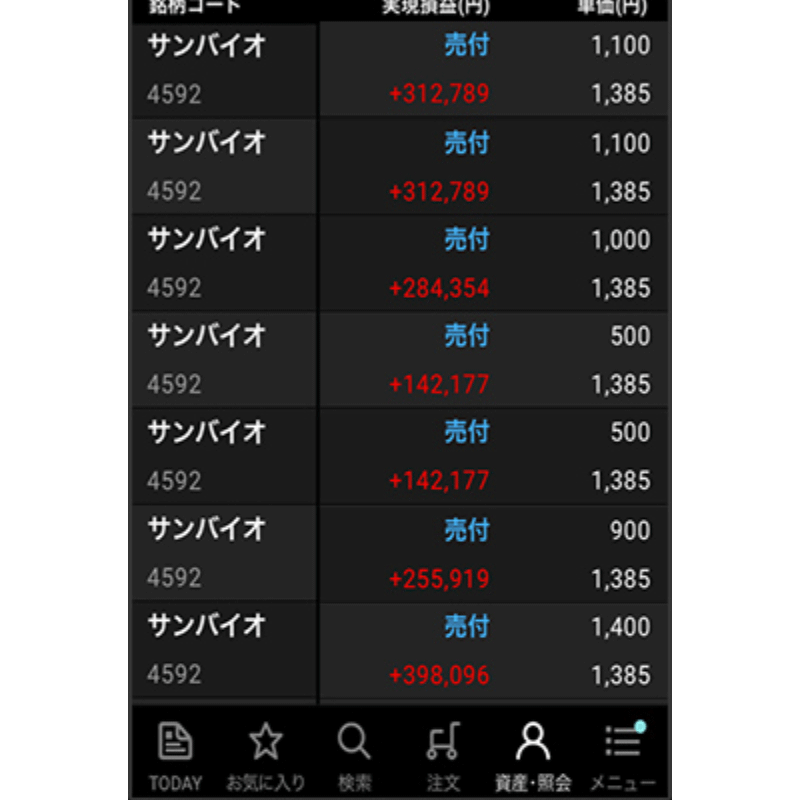 銘柄コード 実現損益(円) 単価(円)
サンバイオ 売付 1,100
4592 +312,789 1,385
サンバイオ 売付 1,100
4592 +312,789 1,385
サンバイオ 売付 1,000
4592 +284,354 1,385
サンバイオ 売付 500
4592 +142,177 1,385
サンバイオ 売付 500
4592 +142,177 1,385
サンバイオ 売付 900
4592 +255,919 1,385
サンバイオ 売付 1,400
4592 +398,096 1,385
TODAY お気に入り 検索 注文 資産・照会 メニュー